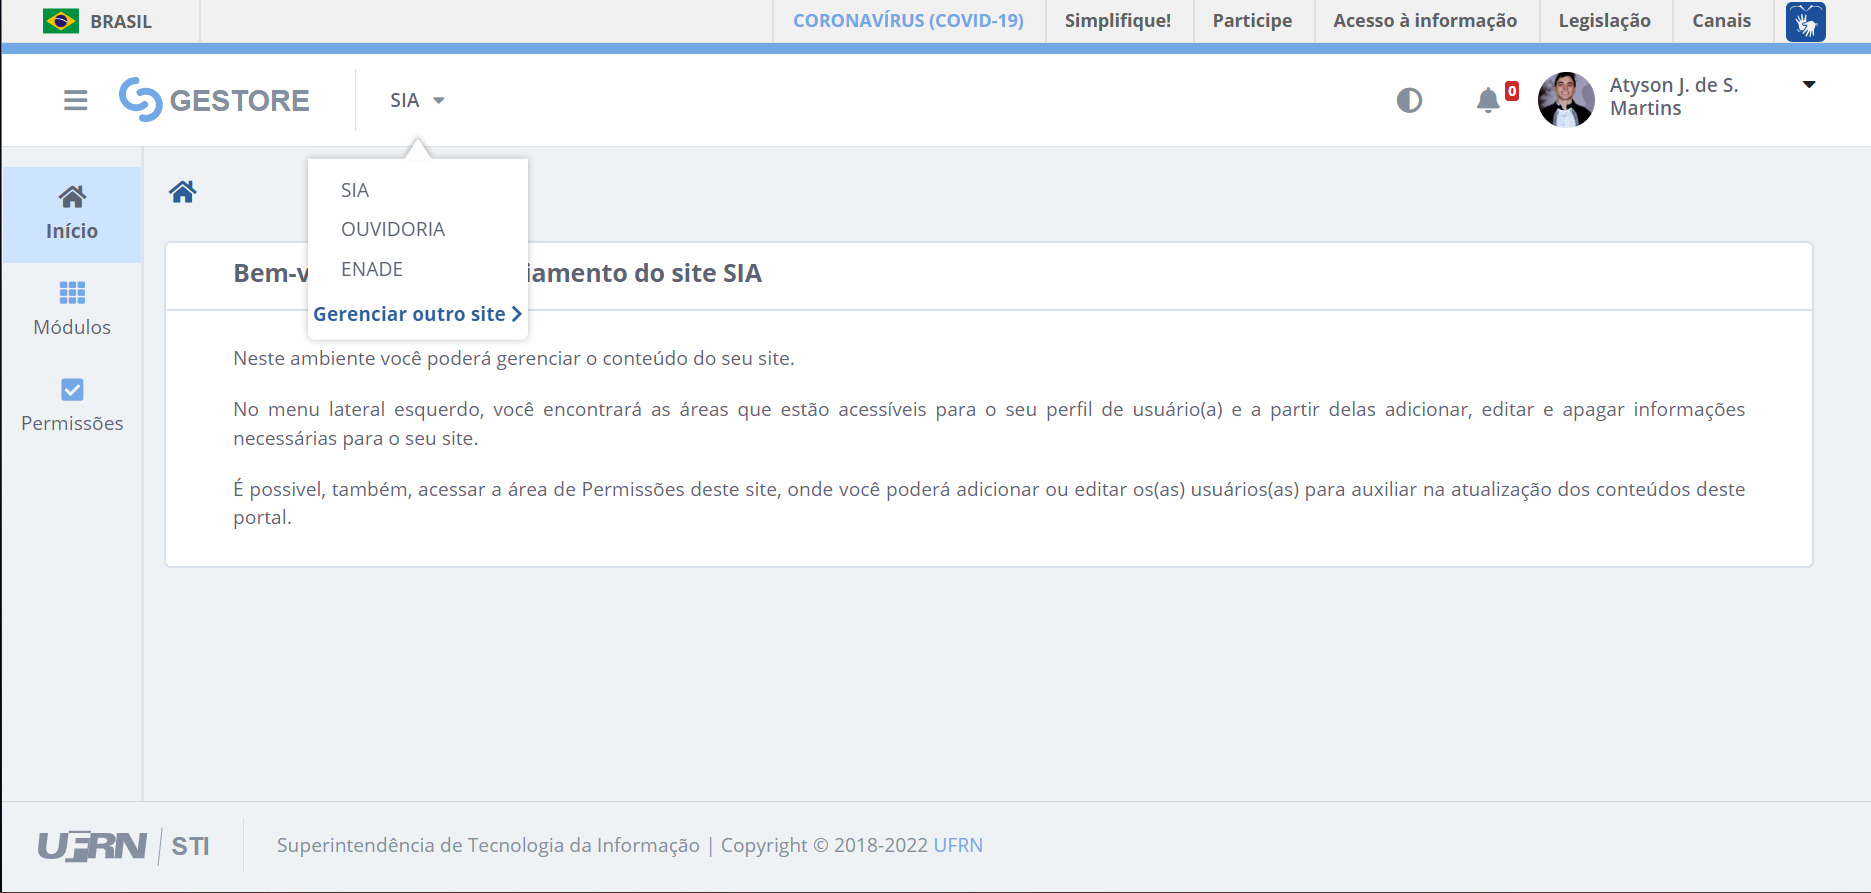 BRASIL
CORONAVÍRUS (COVID-19)
Simplifique!
Participe
Acesso à informação
Legislação
Canais
GESTORE
SIA
0
Atyson J. de S.
Martins
Início
Módulos
Permissões
SIA
OUVIDORIA
ENADE
Gerenciar outro site
iamento do site SIA
Neste ambiente você poderá gerenciar o conteúdo do seu site.
No menu lateral esquerdo, você encontrará as áreas que estão acessíveis para o seu perfil de usuário(a) e a partir delas adicionar, editar e apagar informações
necessárias para o seu site.
É possivel, também, acessar a área de Permissões deste site, onde você poderá adicionar ou editar os(as) usuários(as) para auxiliar na atualização dos conteúdos deste
portal.
UFRN STI
Superintendência de Tecnologia da Informação | Copyright © 2018-2022 UFRN